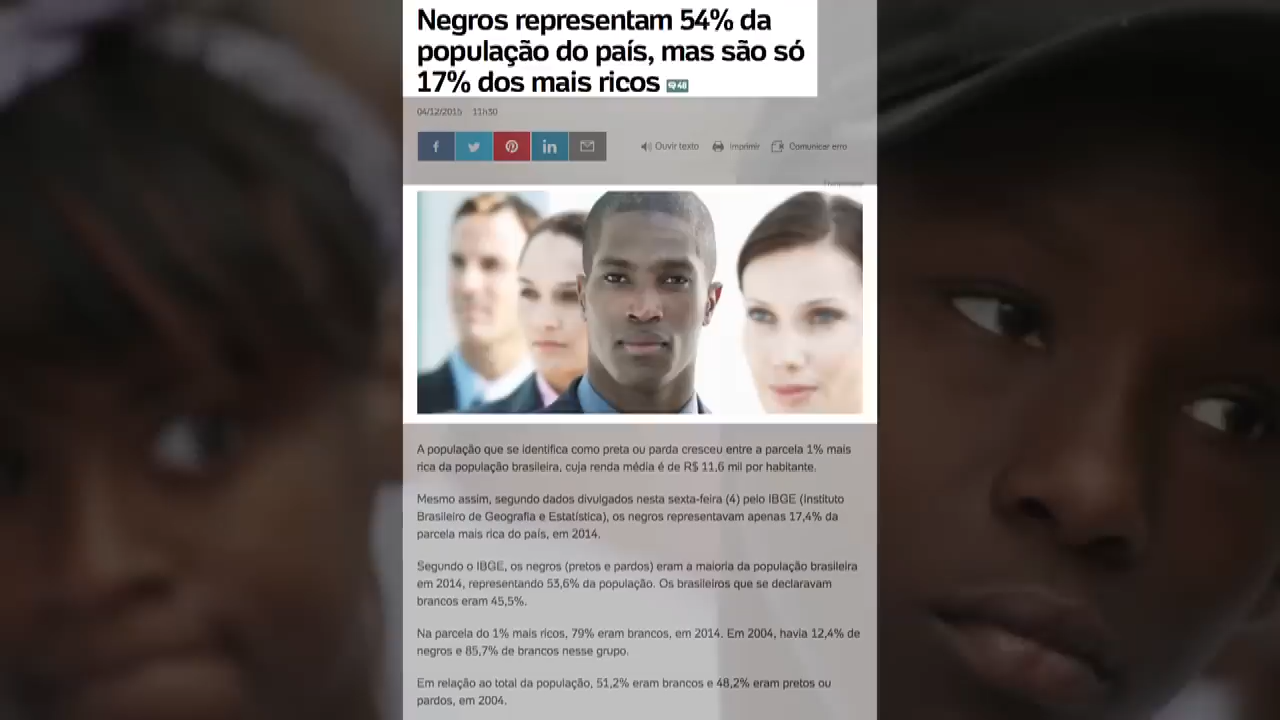 Negros representam 54% da
população do país, mas são só
17% dos mais ricos 48
04/12/2015 11h30
Ouvir texto Imprimir Comunicar erro
A população que se identifica como preta ou parda cresceu entre a parcela 1% mais
rica da população brasileira, cuja renda média é de R$ 11,6 mil por habitante.
Mesmo assim, segundo dados divulgados nesta sexta-feira (4) pelo IBGE (Instituto
Brasileiro de Geografia e Estatística), os negros representavam apenas 17,4% da
parcela mais rica do país, em 2014.
Segundo o IBGE, os negros (pretos e pardos) eram a maioria da população brasileira
em 2014, representando 53,6% da população. Os brasileiros que se declaravam
brancos eram 45,5%.
Na parcela do 1% mais ricos, 79% eram brancos, em 2014. Em 2004, havia 12,4% de
negros e 85,7% de brancos nesse grupo.
Em relação ao total da população, 51,2% eram brancos e 48,2% eram pretos ou
pardos, em 2004.